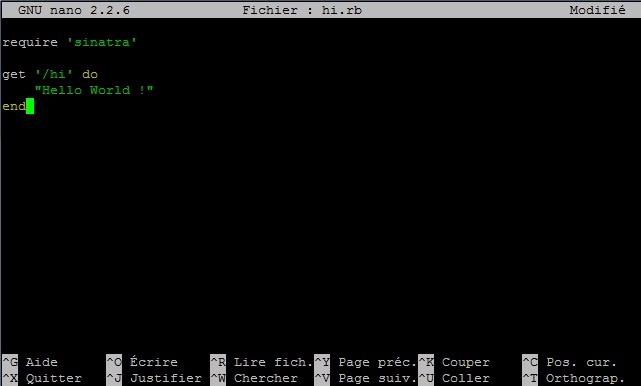 GNU nano 2.2.6 Fichier : hi.rb Modifié
require 'sinatra'
get '/hi' do
"Hello World !"
end
^G Aide ^O Écrire ^R Lire fich. ^Y Page préc. ^K Couper ^C Pos. cur.
^X Quitter ^J Justifier ^W Chercher ^V Page suiv. ^U Coller ^T Orthograp.